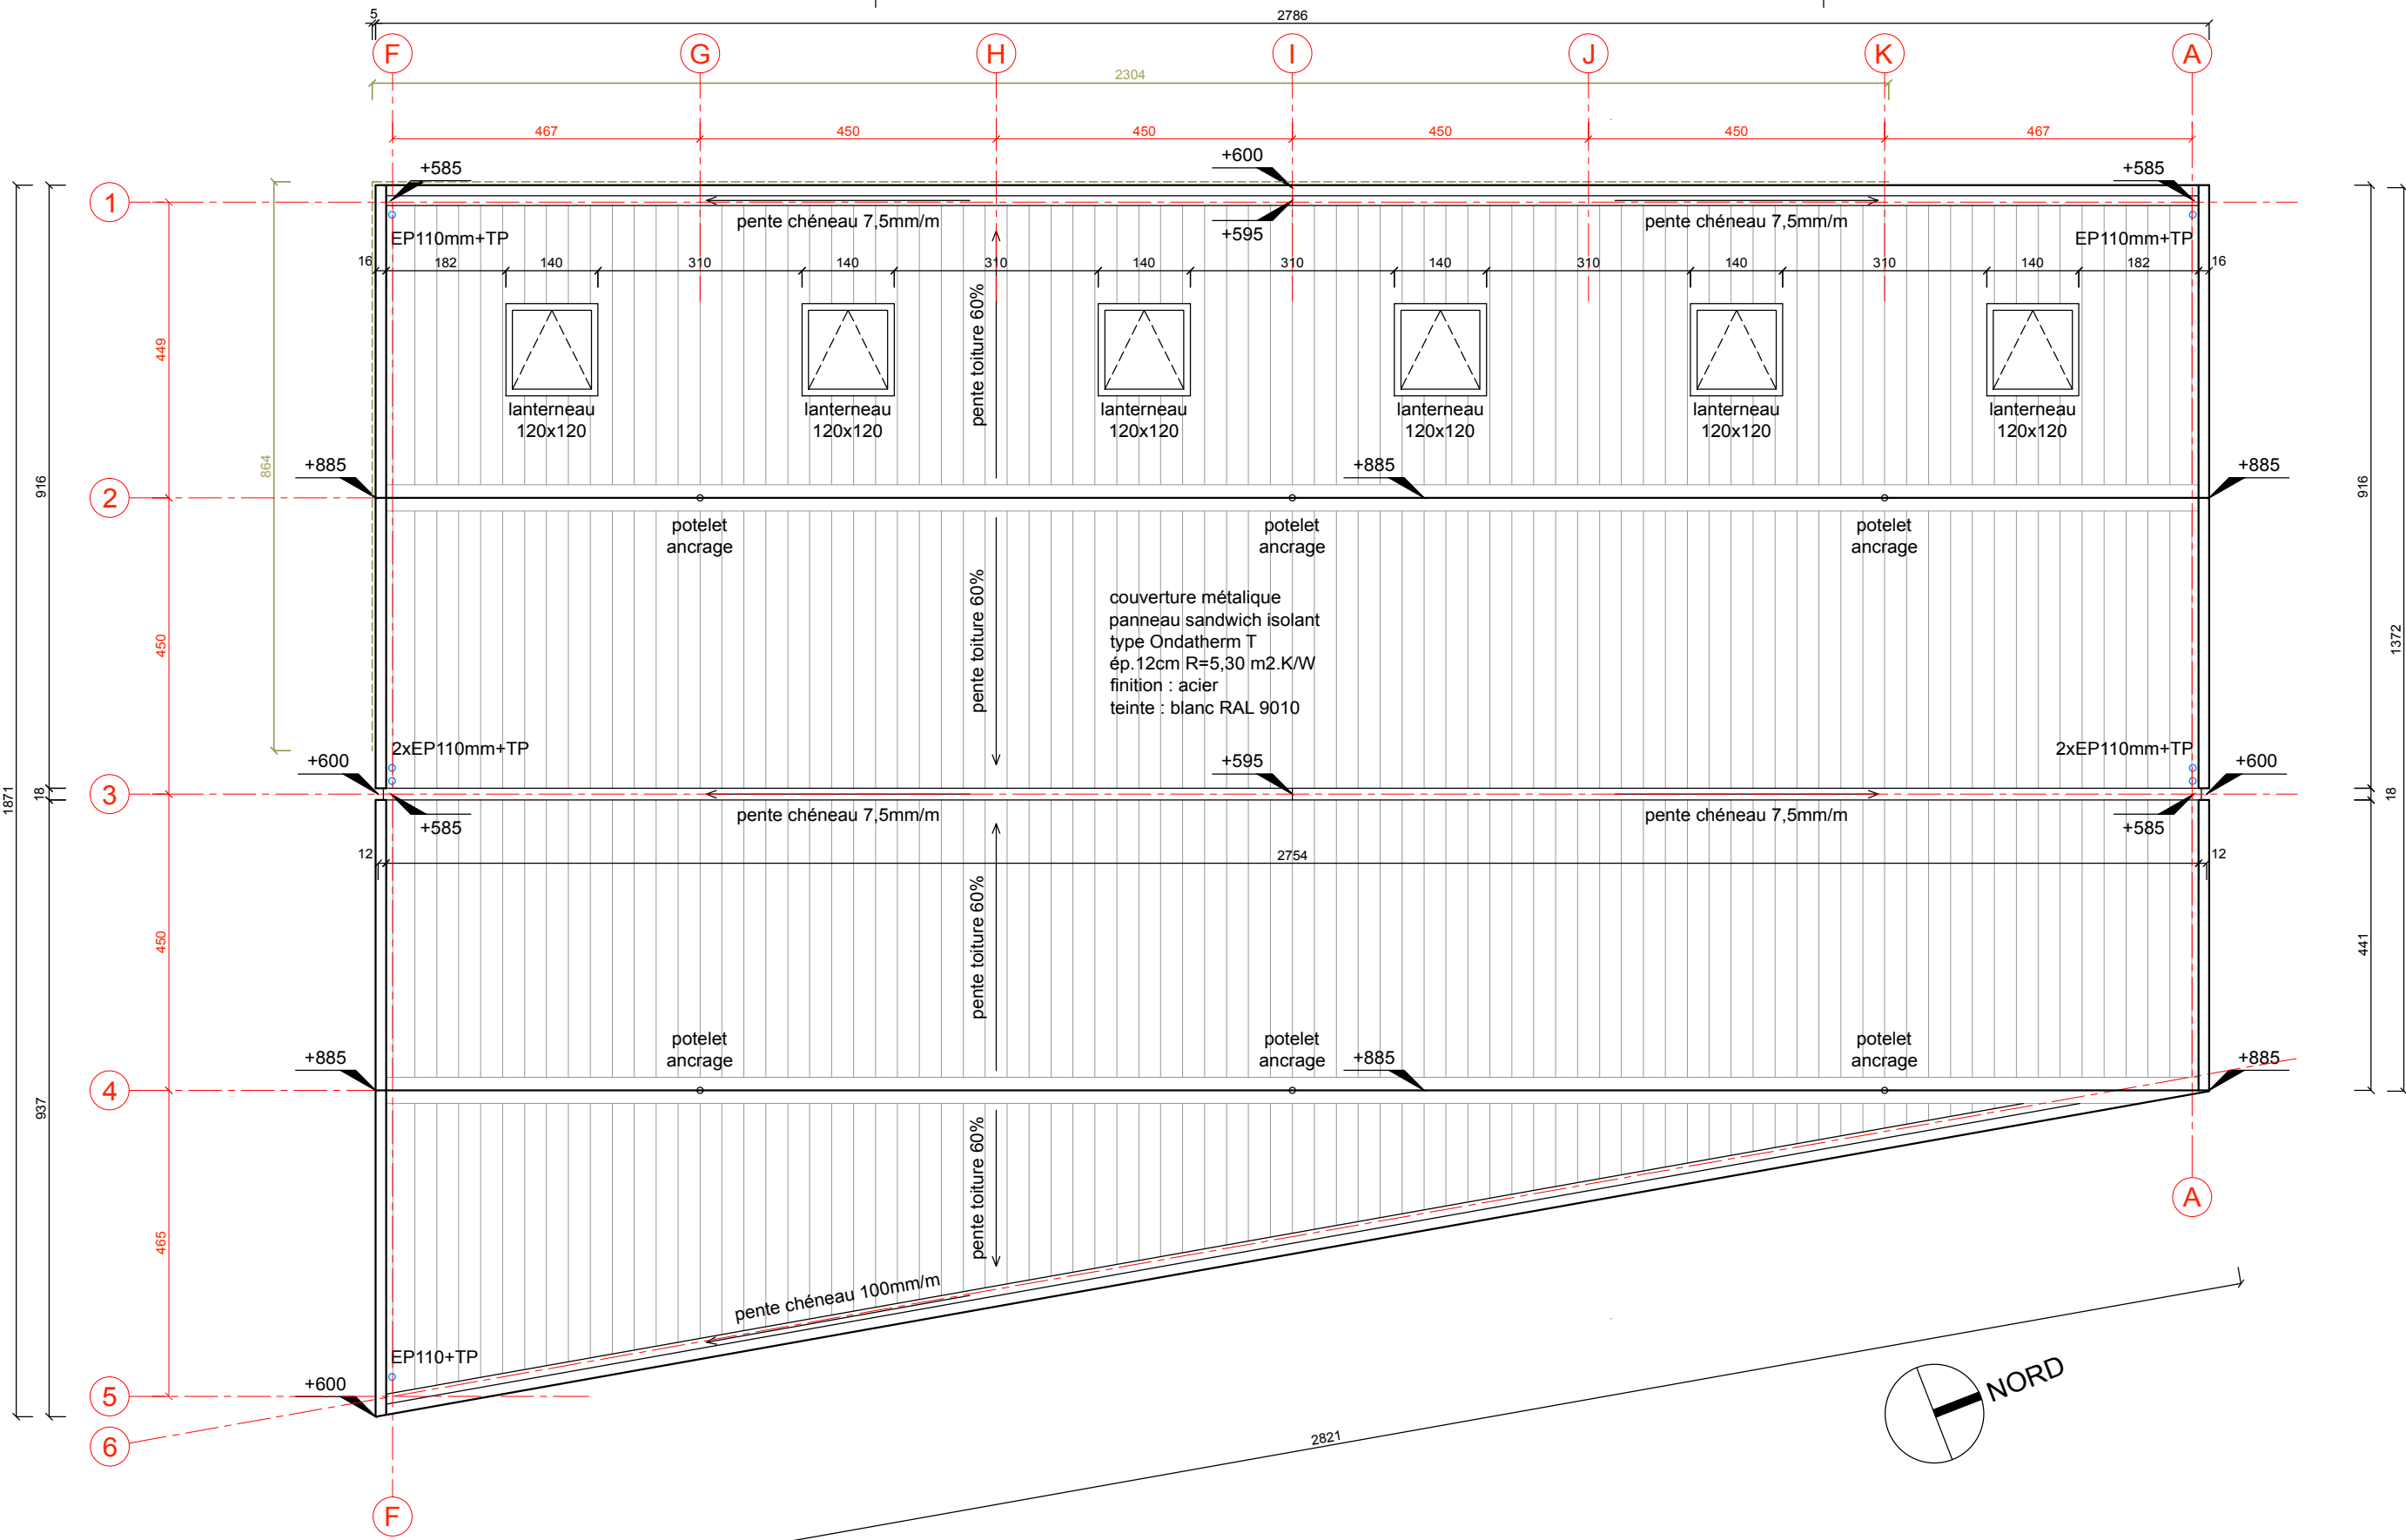 5
2786
F
G
H
I
J
K
A
2304
467
450
450
450
450
467
+585
+600
+585
1
pente chéneau 7,5mm/m
+595
pente chéneau 7,5mm/m
EP110mm+TP
EP110mm+TP
16
182
140
310
140
310
140
310
140
310
140
310
140
182
16
pente toiture 60%
449
lanterneau
120x120
lanterneau
120x120
lanterneau
120x120
lanterneau
120x120
lanterneau
120x120
lanterneau
120x120
864
916
916
+885
+885
+885
2
potelet
ancrage
potelet
ancrage
potelet
ancrage
pente toiture 60%
couverture métalique
panneau sandwich isolant
type Ondatherm T
ép.12cm R=5,30 m2.K/W
finition : acier
teinte : blanc RAL 9010
450
1372
2xEP110mm+TP
2xEP110mm+TP
+600
+595
+600
1871
18
3
18
+585
pente chéneau 7,5mm/m
pente chéneau 7,5mm/m
+585
12
2754
12
pente toiture 60%
450
441
potelet
ancrage
potelet
ancrage
potelet
ancrage
+885
+885
+885
4
937
pente toiture 60%
A
465
pente chéneau 100mm/m
EP110+TP
+600
5
6
NORD
2821
F